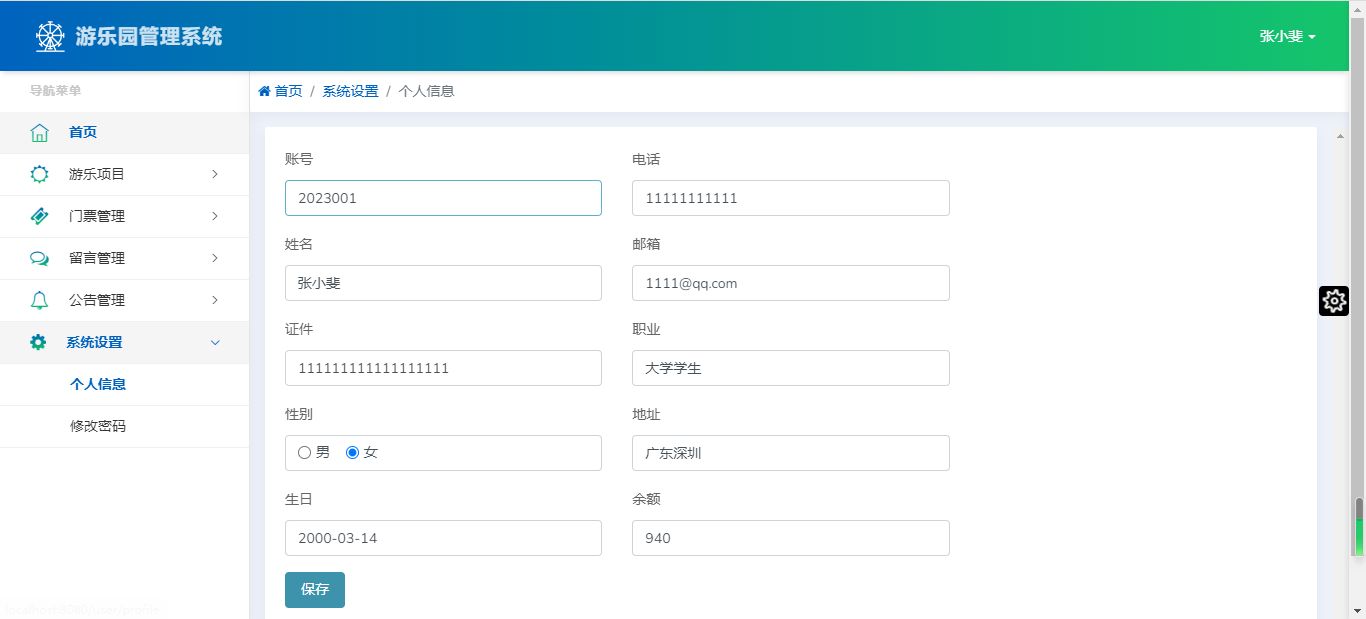 游乐园管理系统
张小斐
导航菜单
首页 / 系统设置 / 个人信息
首页
游乐项目
门票管理
留言管理
公告管理
系统设置
个人信息
修改密码
账号
2023001
电话
11111111111
姓名
张小斐
邮箱
1111@qq.com
证件
111111111111111111
职业
大学学生
性别
男 女
地址
广东深圳
生日
2000-03-14
余额
940
保存